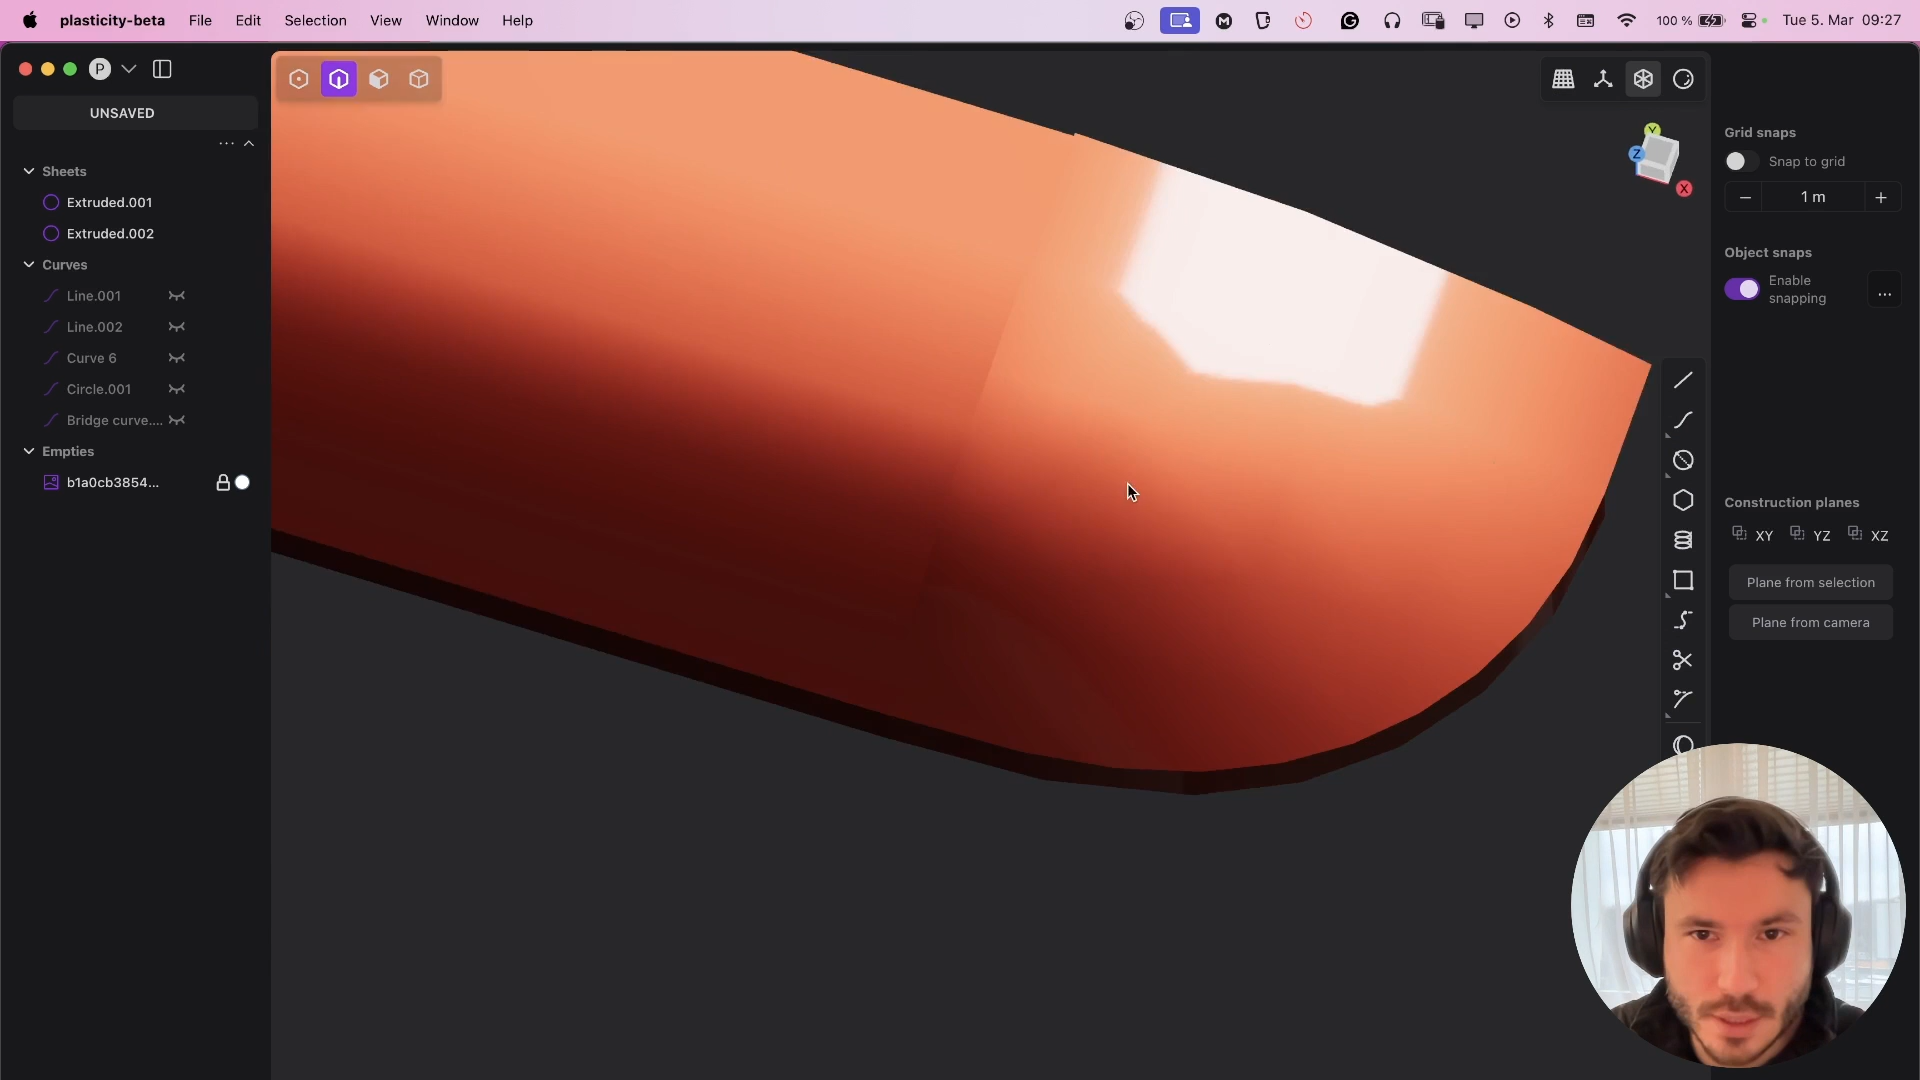 plasticity-beta File Edit Selection View Window Help
100 % Tue 5. Mar 09:27
P
UNSAVED
Sheets
Extruded.001
Extruded.002
Curves
Line.001
Line.002
Curve 6
Circle.001
Bridge curve....
Empties
b1a0cb3854...
Y
Z
X
Grid snaps
Snap to grid
1 m
Object snaps
Enable
snapping
...
Construction planes
XY YZ XZ
Plane from selection
Plane from camera